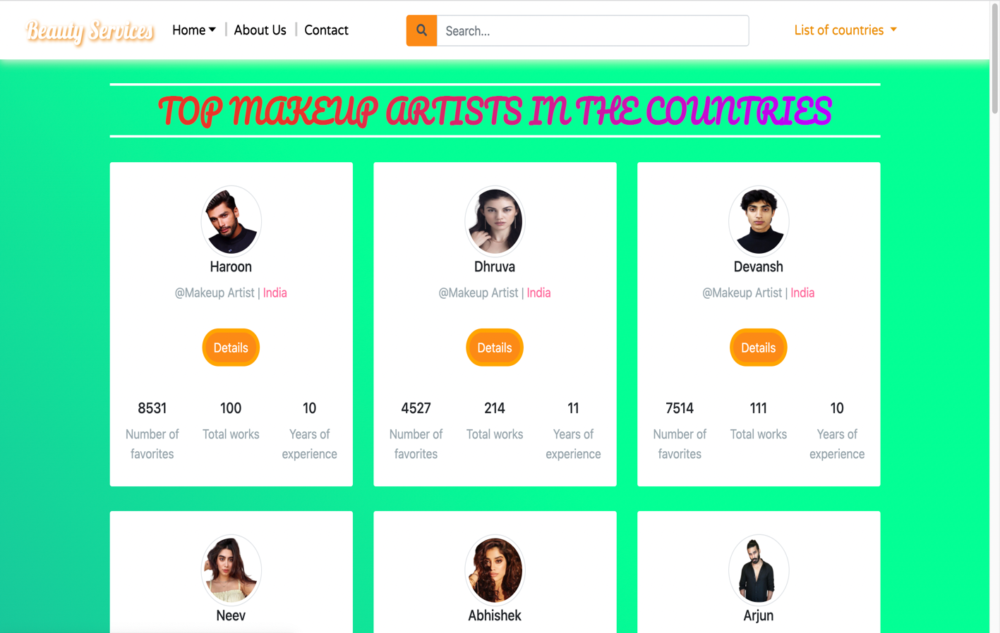 Beauty Services
Home
About Us
Contact
Search...
List of countries
TOP MAKEUP ARTISTS IN THE COUNTRIES
Haroon
@Makeup Artist | India
Details
8531
Number of
favorites
100
Total works
10
Years of
experience
Dhruva
@Makeup Artist | India
Details
4527
Number of
favorites
214
Total works
11
Years of
experience
Devansh
@Makeup Artist | India
Details
7514
Number of
favorites
111
Total works
10
Years of
experience
Neev
Abhishek
Arjun